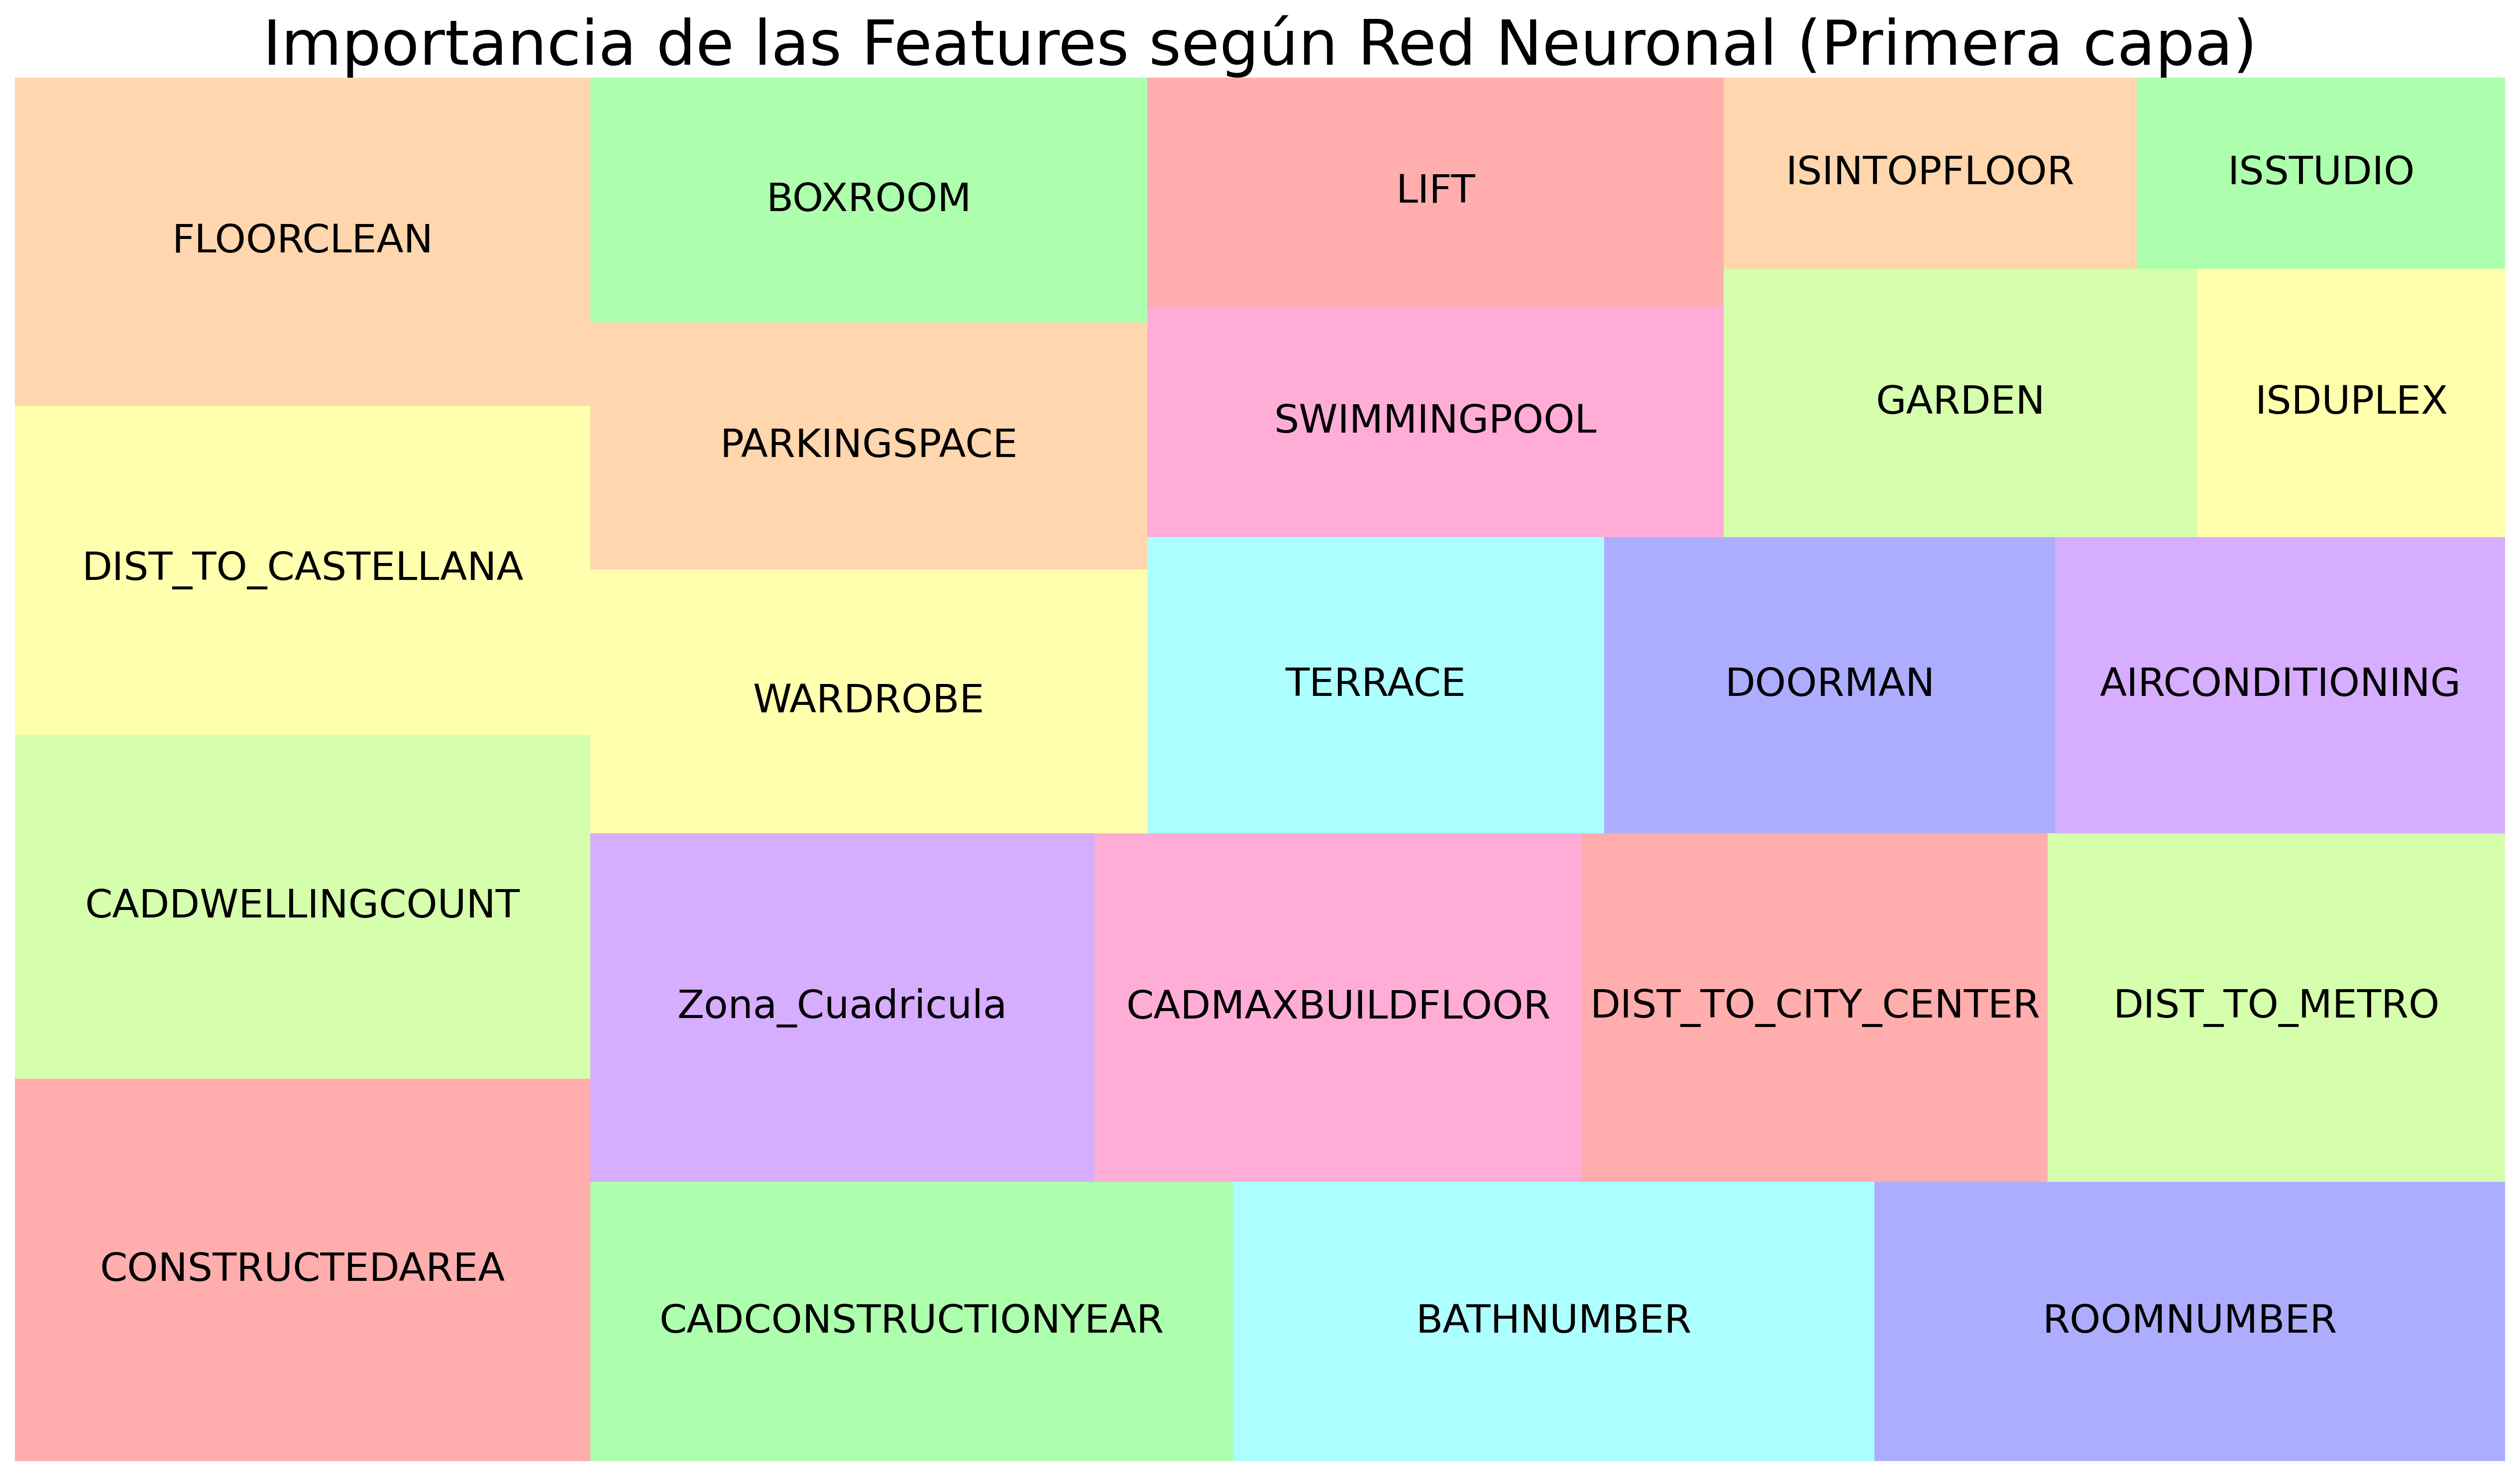 Importancia de las Features según Red Neuronal (Primera capa)
FLOORCLEAN
BOXROOM
LIFT
ISINTOPFLOOR
ISSTUDIO
DIST_TO_CASTELLANA
PARKINGSPACE
SWIMMINGPOOL
GARDEN
ISDUPLEX
WARDROBE
TERRACE
DOORMAN
AIRCONDITIONING
CADDWELLINGCOUNT
Zona_Cuadricula
CADMAXBUILDFLOOR
DIST_TO_CITY_CENTER
DIST_TO_METRO
CONSTRUCTEDAREA
CADCONSTRUCTIONYEAR
BATHNUMBER
ROOMNUMBER